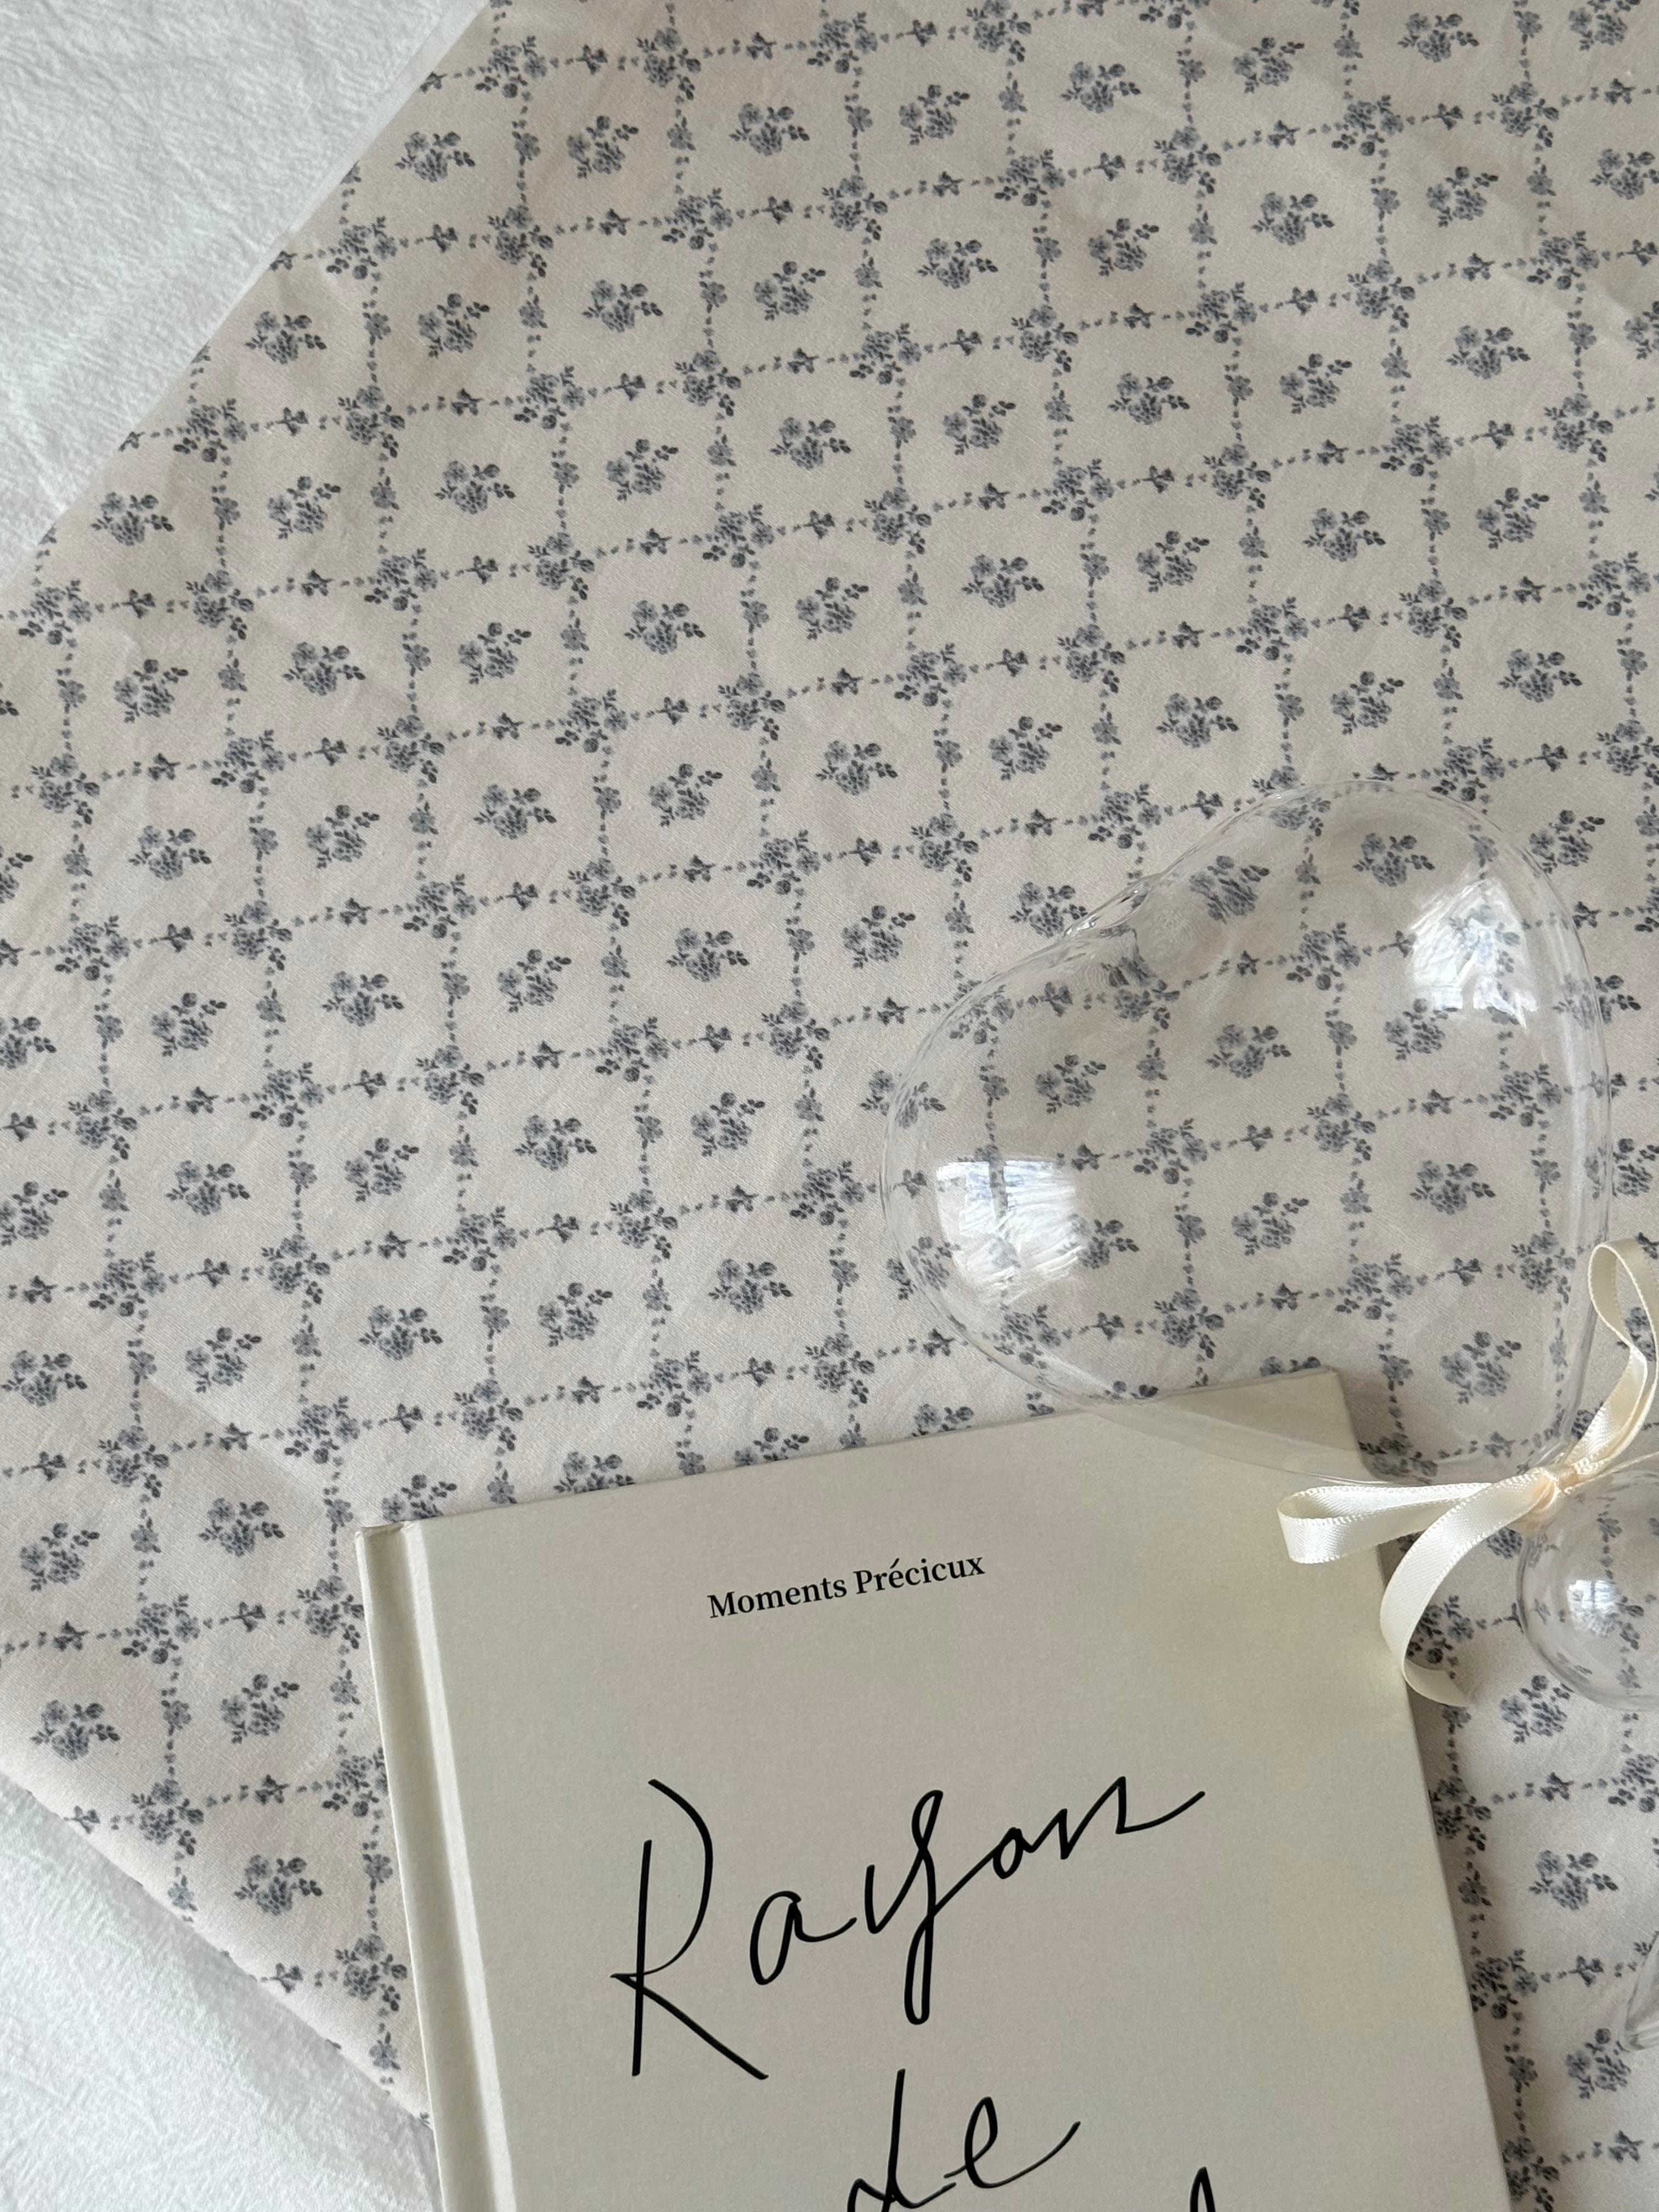 Moments Précicux
Rayon
de